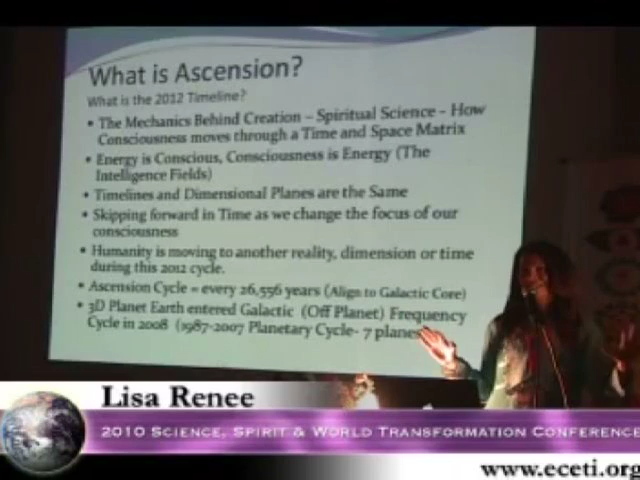 What is Ascension?
What is the 2012 Timeline?
• The Mechanics Behind Creation – Spiritual Science – How
Consciousness moves through a Time and Space Matrix
• Energy is Conscious, Consciousness is Energy (The
Intelligence Fields)
• Timelines and Dimensional Planes are the Same
• Skipping forward in Time as we change the focus of our
consciousness
• Humanity is moving to another reality, dimension or time
during this 2012 cycle.
• Ascension Cycle = every 26,556 years (Align to Galactic Core)
• 3D Planet Earth entered Galactic (Off Planet) Frequency
Cycle in 2008 (1987-2007 Planetary Cycle- 7 planes
Lisa Renee
2010 Science, Spirit & World Transformation Conference
www.eceti.org